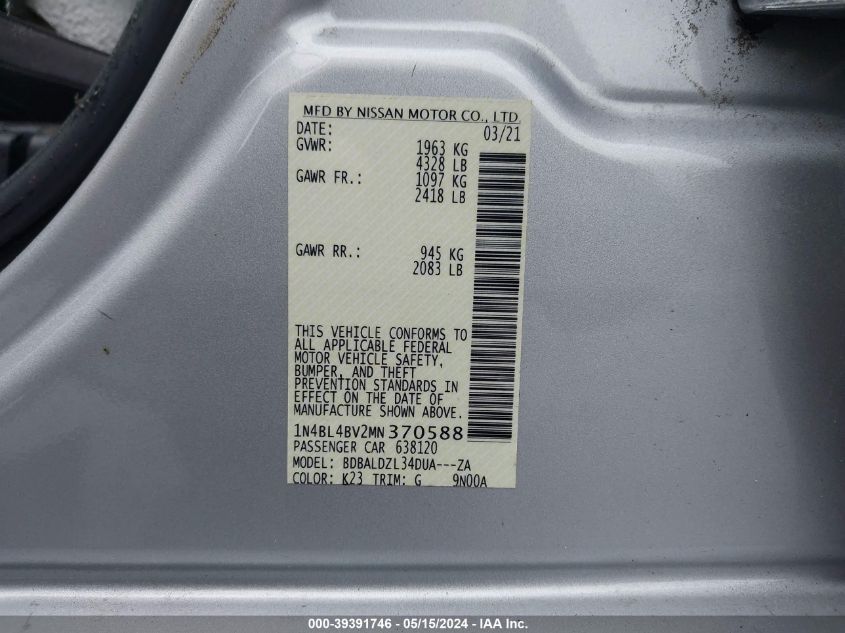 MFD BY NISSAN MOTOR CO., LTD.
DATE: 03/21
GVWR: 1963 KG
4328 LB
GAWR FR.: 1097 KG
2418 LB
GAWR RR.: 945 KG
2083 LB
THIS VEHICLE CONFORMS TO
ALL APPLICABLE FEDERAL
MOTOR VEHICLE SAFETY,
BUMPER, AND THEFT
PREVENTION STANDARDS IN
EFFECT ON THE DATE OF
MANUFACTURE SHOWN ABOVE.
1N4BL4BV2MN370588
PASSENGER CAR 638120
MODEL: BDBALDZL34DUA---ZA
COLOR: K23 TRIM: G 9N00A
000-39391746 - 05/15/2024 - IAA Inc.